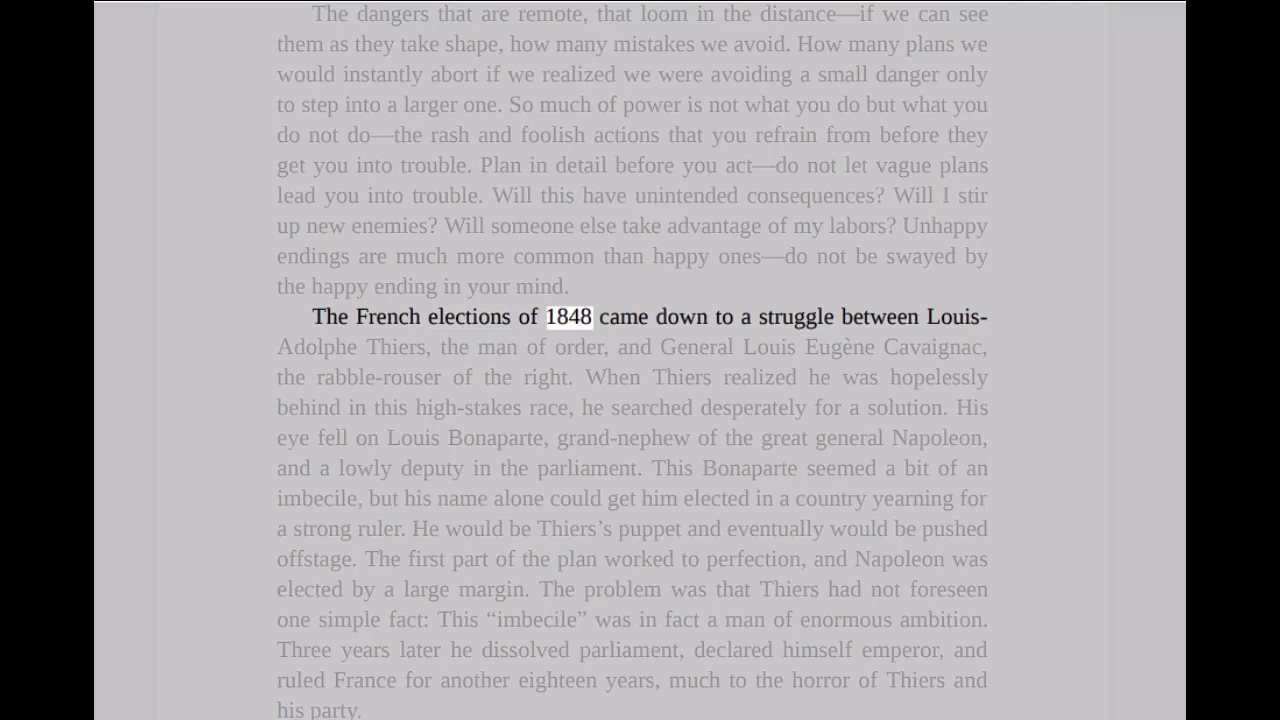 The dangers that are remote, that loom in the distance—if we can see
them as they take shape, how many mistakes we avoid. How many plans we
would instantly abort if we realized we were avoiding a small danger only
to step into a larger one. So much of power is not what you do but what you
do not do—the rash and foolish actions that you refrain from before they
get you into trouble. Plan in detail before you act—do not let vague plans
lead you into trouble. Will this have unintended consequences? Will I stir
up new enemies? Will someone else take advantage of my labors? Unhappy
endings are much more common than happy ones—do not be swayed by
the happy ending in your mind.
The French elections of 1848 came down to a struggle between Louis-
Adolphe Thiers, the man of order, and General Louis Eugène Cavaignac,
the rabble-rouser of the right. When Thiers realized he was hopelessly
behind in this high-stakes race, he searched desperately for a solution. His
eye fell on Louis Bonaparte, grand-nephew of the great general Napoleon,
and a lowly deputy in the parliament. This Bonaparte seemed a bit of an
imbecile, but his name alone could get him elected in a country yearning for
a strong ruler. He would be Thiers’s puppet and eventually would be pushed
offstage. The first part of the plan worked to perfection, and Napoleon was
elected by a large margin. The problem was that Thiers had not foreseen
one simple fact: This “imbecile” was in fact a man of enormous ambition.
Three years later he dissolved parliament, declared himself emperor, and
ruled France for another eighteen years, much to the horror of Thiers and
his party.